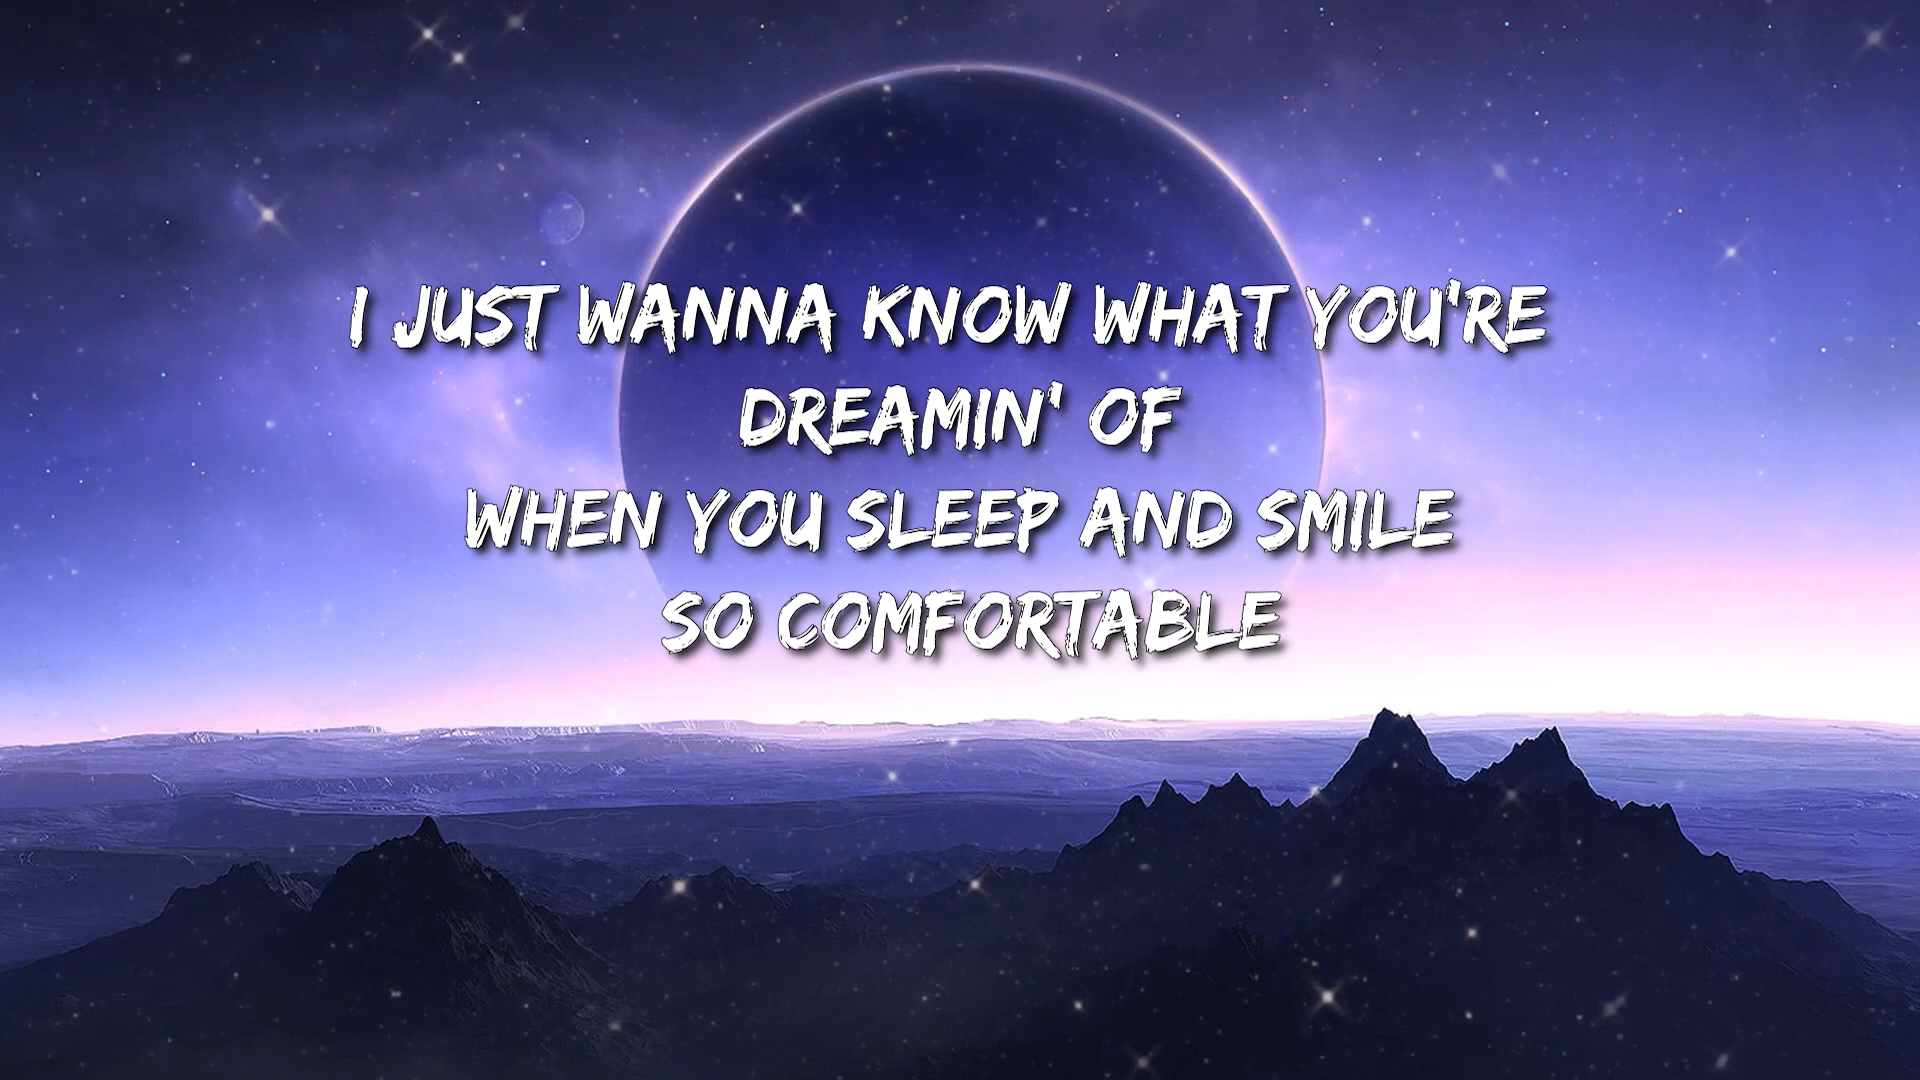 I JUST WANNA KNOW WHAT YOU'RE
DREAMIN' OF
WHEN YOU SLEEP AND SMILE
SO COMFORTABLE